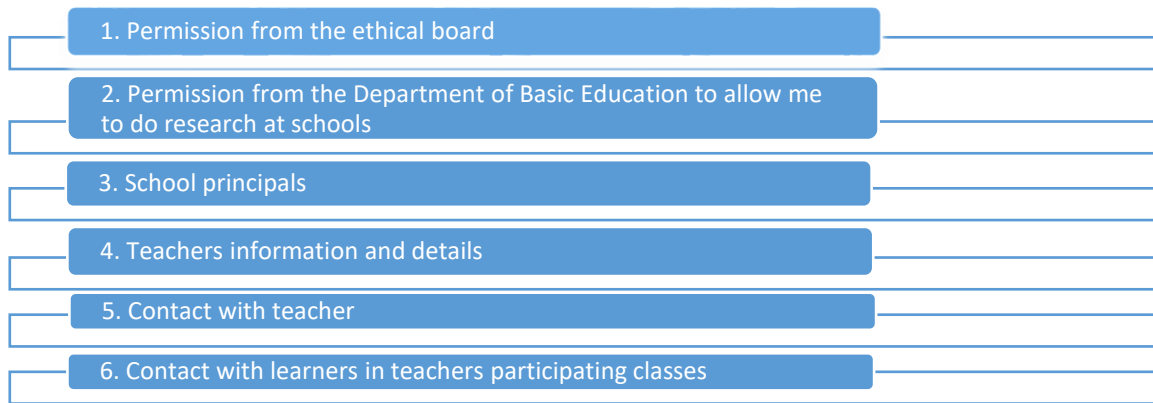 1. Permission from the ethical board
2. Permission from the Department of Basic Education to allow me
to do research at schools
3. School principals
4. Teachers information and details
5. Contact with teacher
6. Contact with learners in teachers participating classes